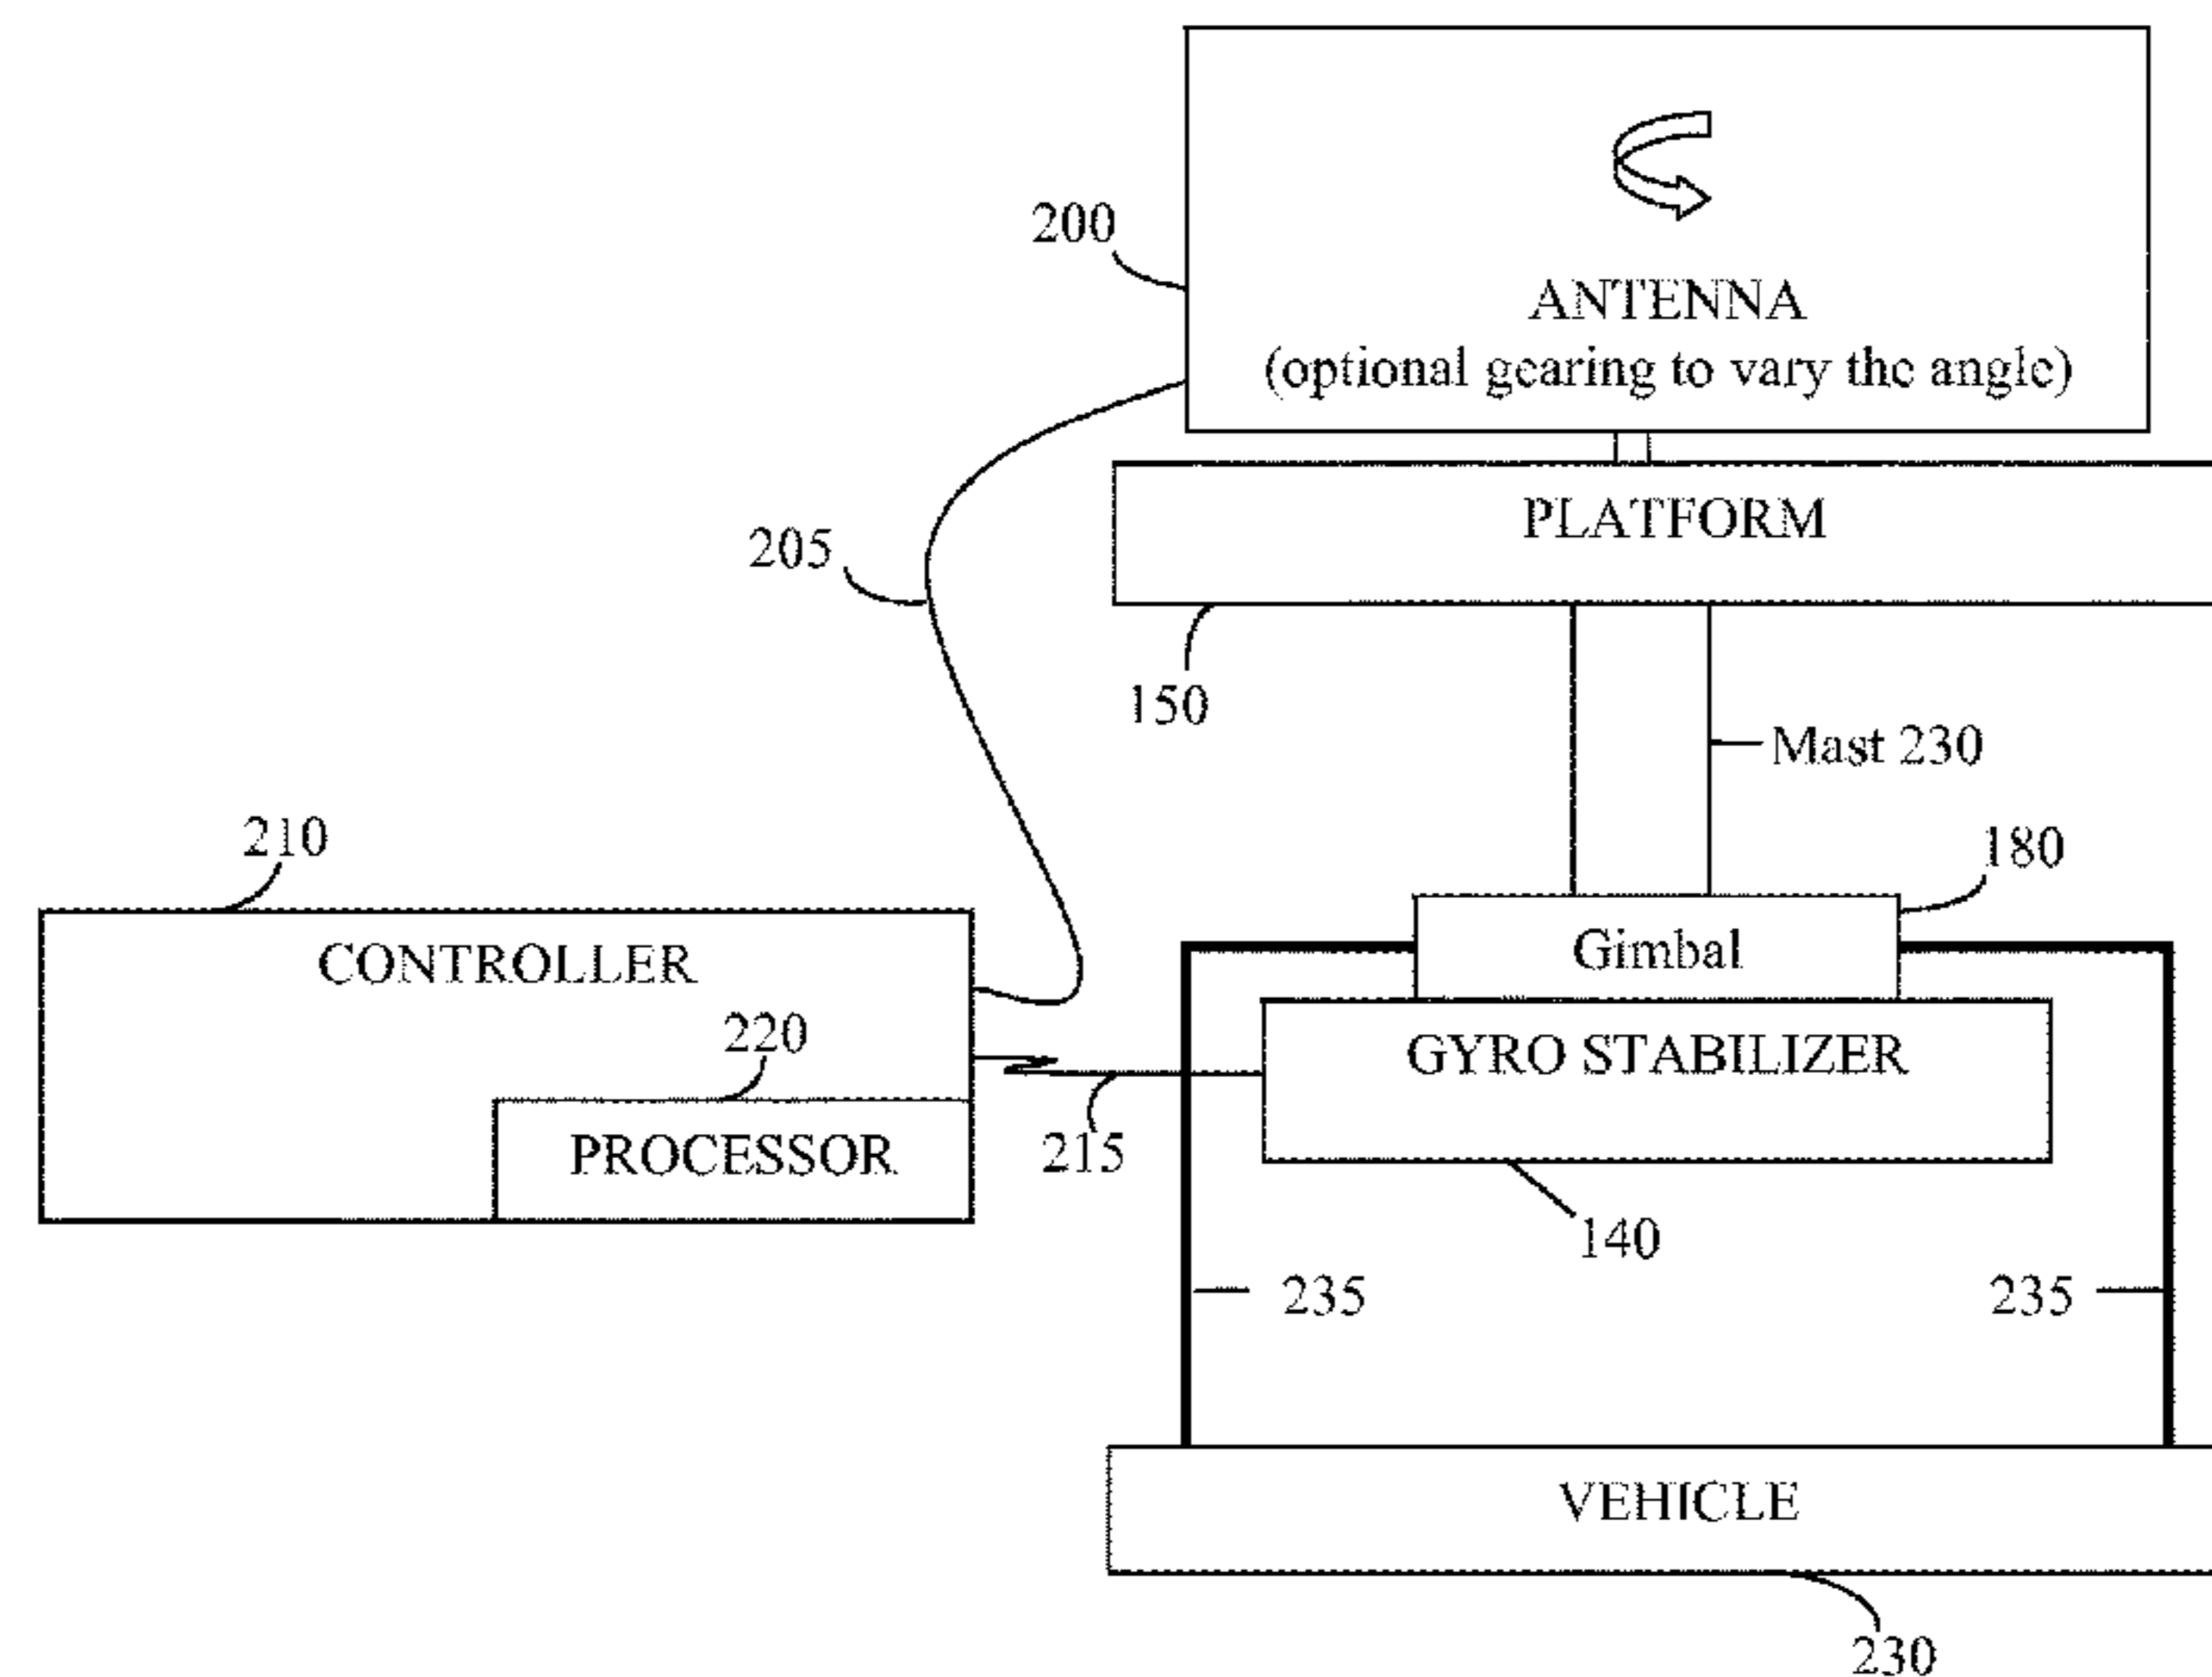 200
ANTENNA
(optional gearing to vary the angle)
205
PLATFORM
150
Mast 230
210
180
CONTROLLER
Gimbal
220
GYRO STABILIZER
PROCESSOR
215
140
235
235
VEHICLE
230